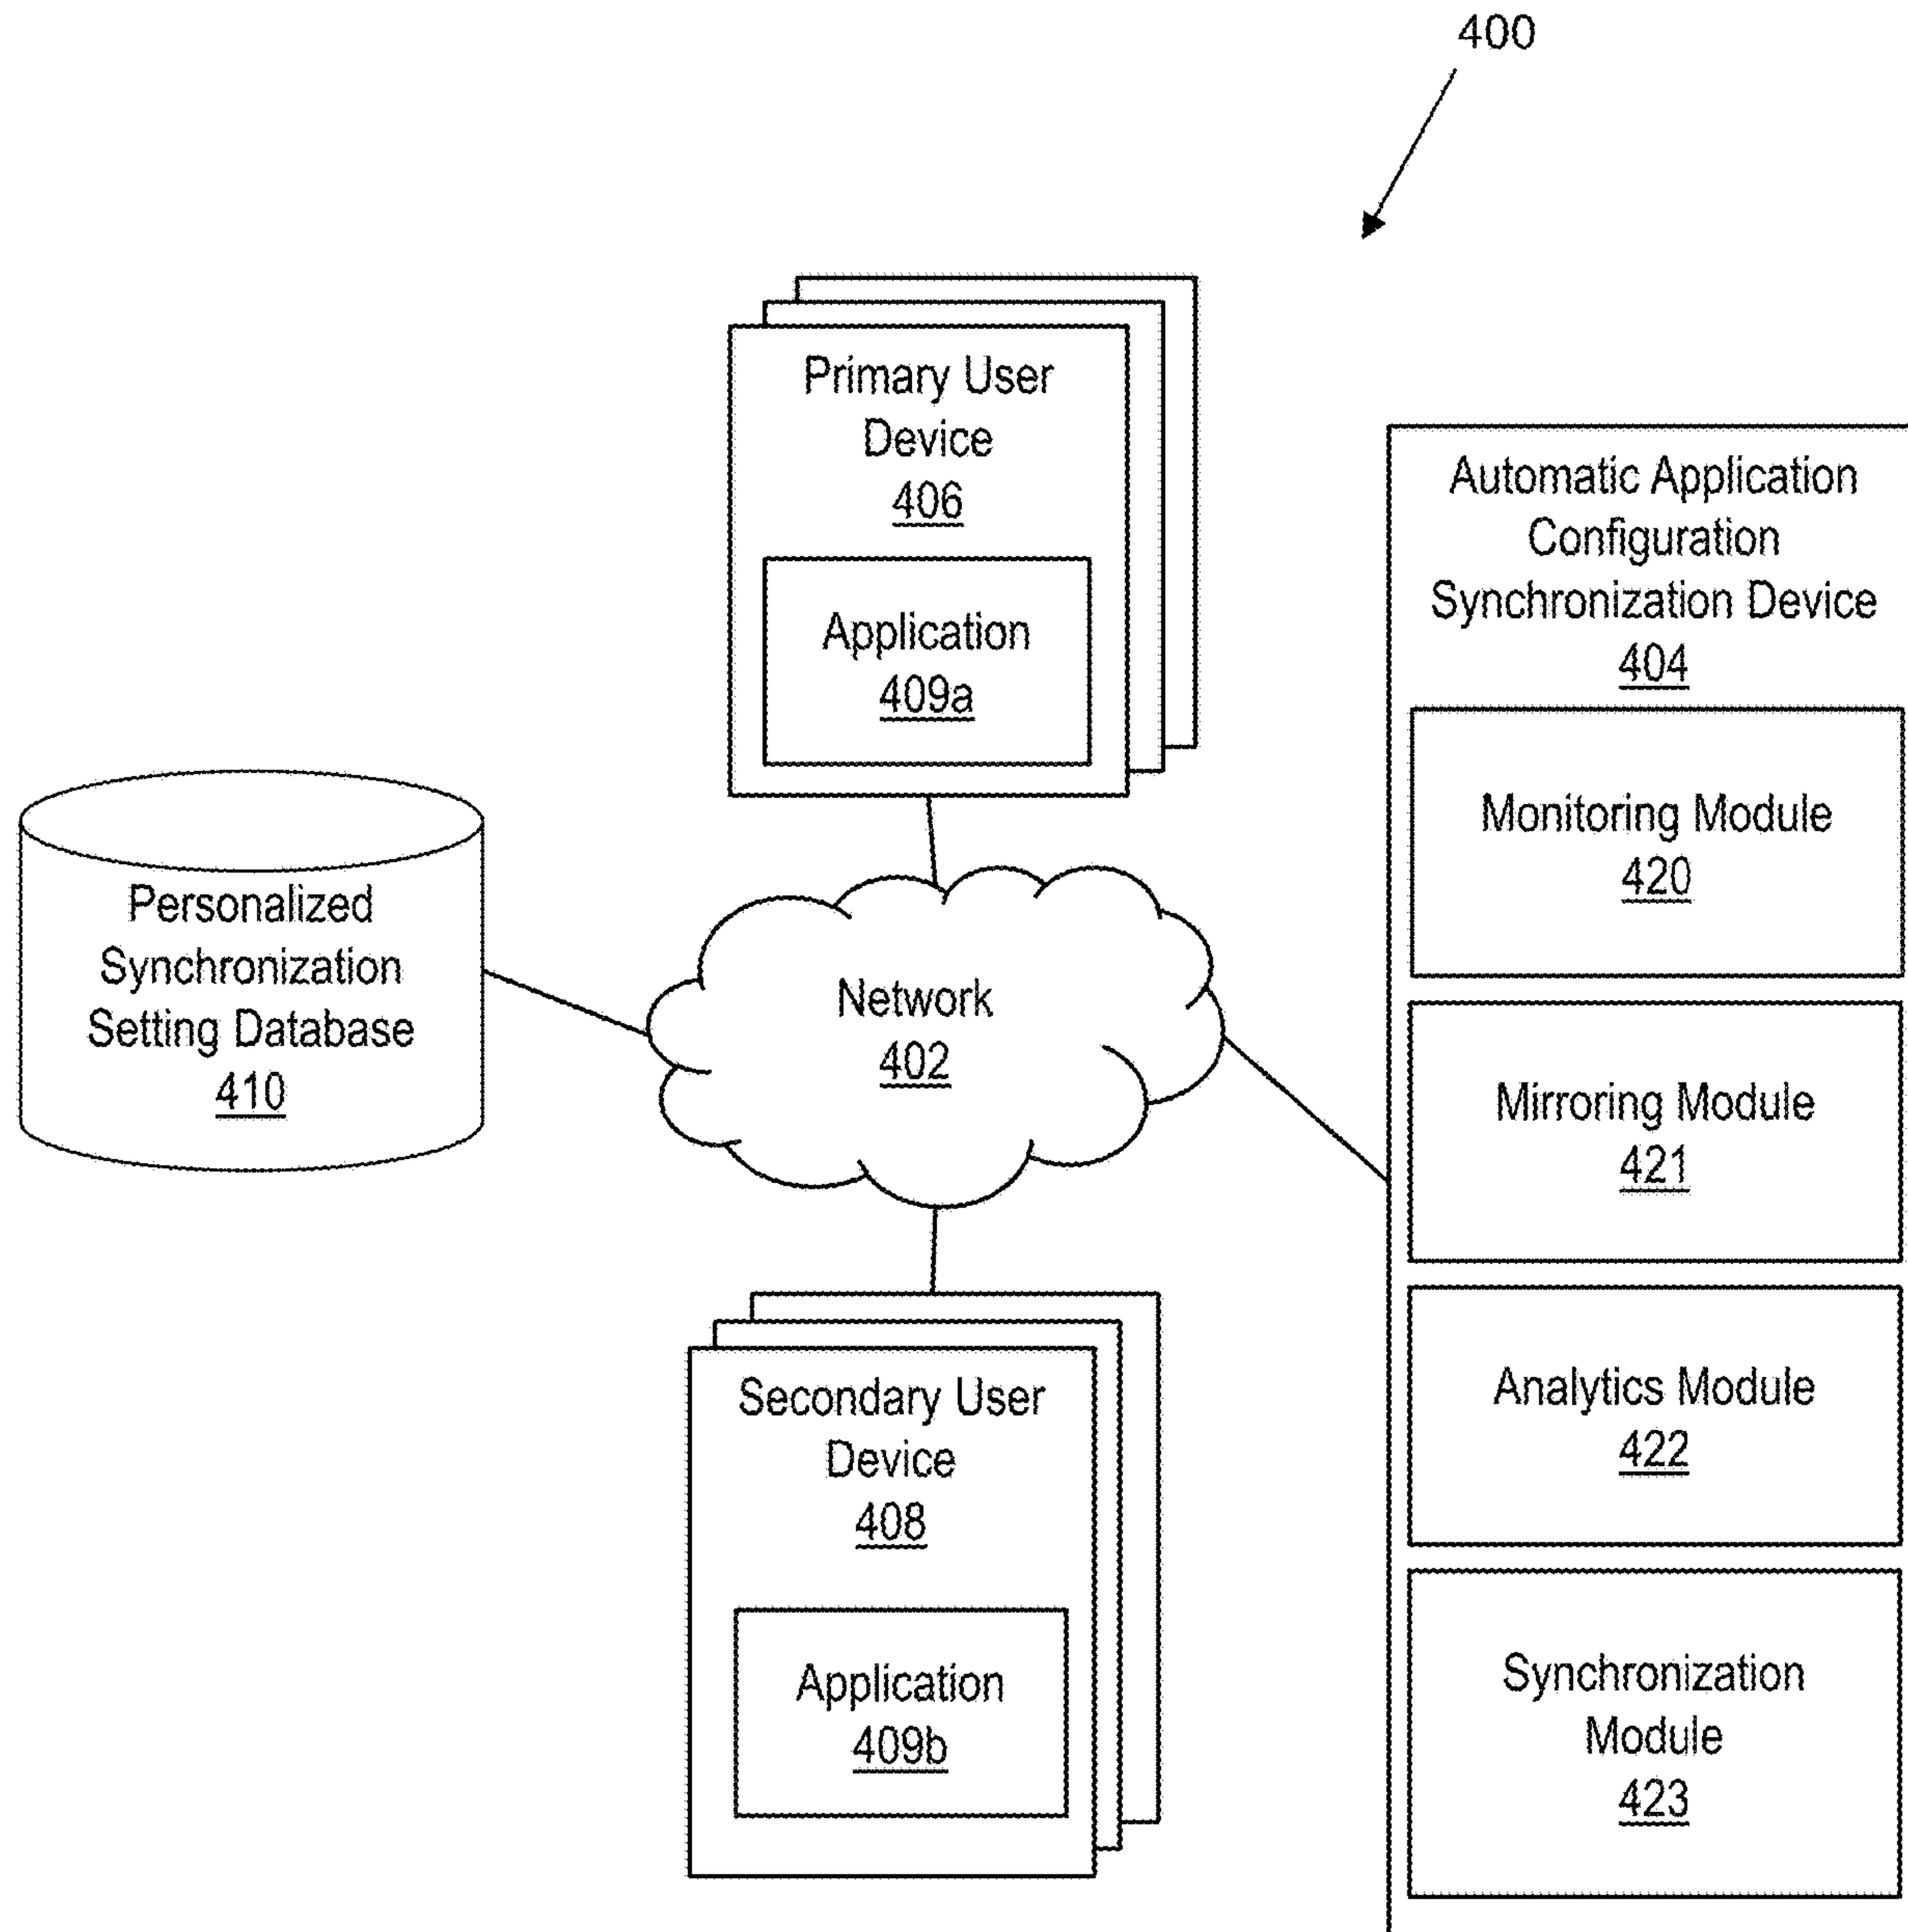 400
Primary User
Device
406
Application
409a
Automatic Application
Configuration
Synchronization Device
404
Monitoring Module
420
Mirroring Module
421
Analytics Module
422
Synchronization
Module
423
Personalized
Synchronization
Setting Database
410
Network
402
Secondary User
Device
408
Application
409b